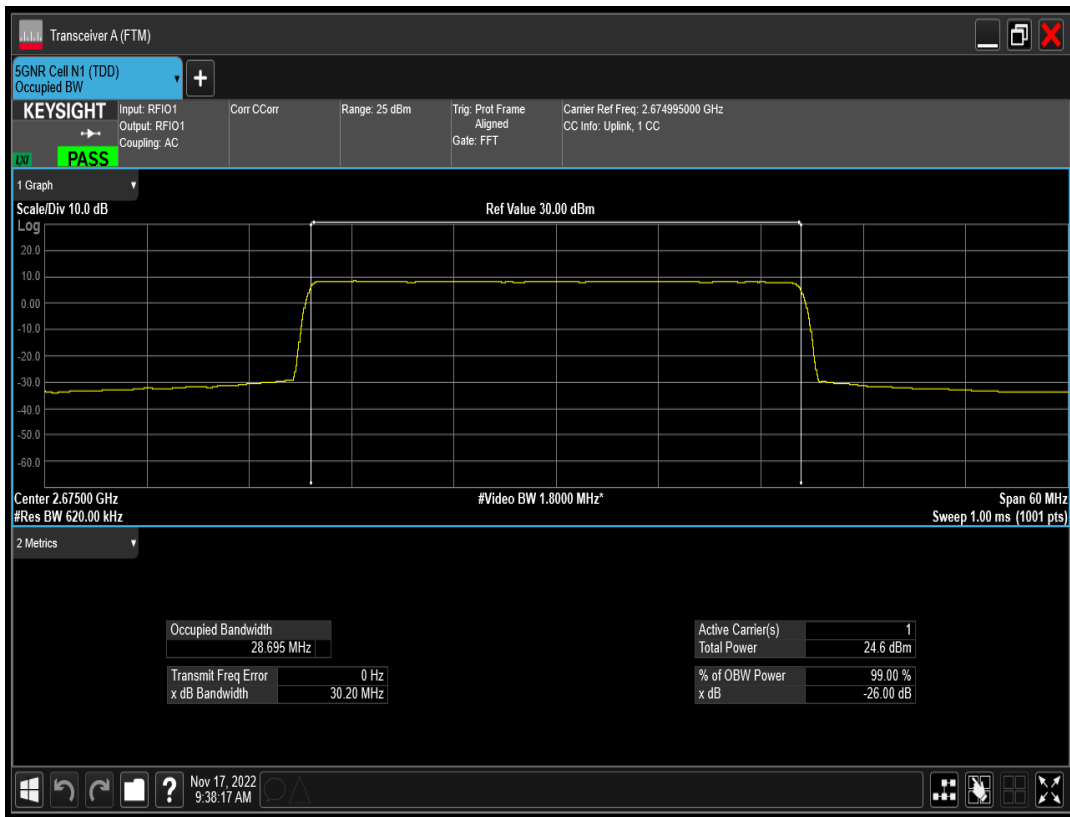 Transceiver A (FTM)
5GNR Cell N1 (TDD)
Occupied BW
+
KEYSIGHT
LXI
PASS
Input: RFIO1
Output: RFIO1
Coupling: AC
Corr CCorr
Range: 25 dBm
Trig: Prot Frame
Aligned
Gate: FFT
Carrier Ref Freq: 2.674995000 GHz
CC Info: Uplink, 1 CC
1 Graph
Scale/Div 10.0 dB
Ref Value 30.00 dBm
Log
20.0
10.0
0.00
-10.0
-20.0
-30.0
-40.0
-50.0
-60.0
Center 2.67500 GHz
#Video BW 1.8000 MHz*
Span 60 MHz
#Res BW 620.00 kHz
Sweep 1.00 ms (1001 pts)
2 Metrics
Occupied Bandwidth
28.695 MHz
Transmit Freq Error 0 Hz
x dB Bandwidth 30.20 MHz
Active Carrier(s) 1
Total Power 24.6 dBm
% of OBW Power 99.00 %
x dB -26.00 dB
?
Nov 17, 2022
9:38:17 AM